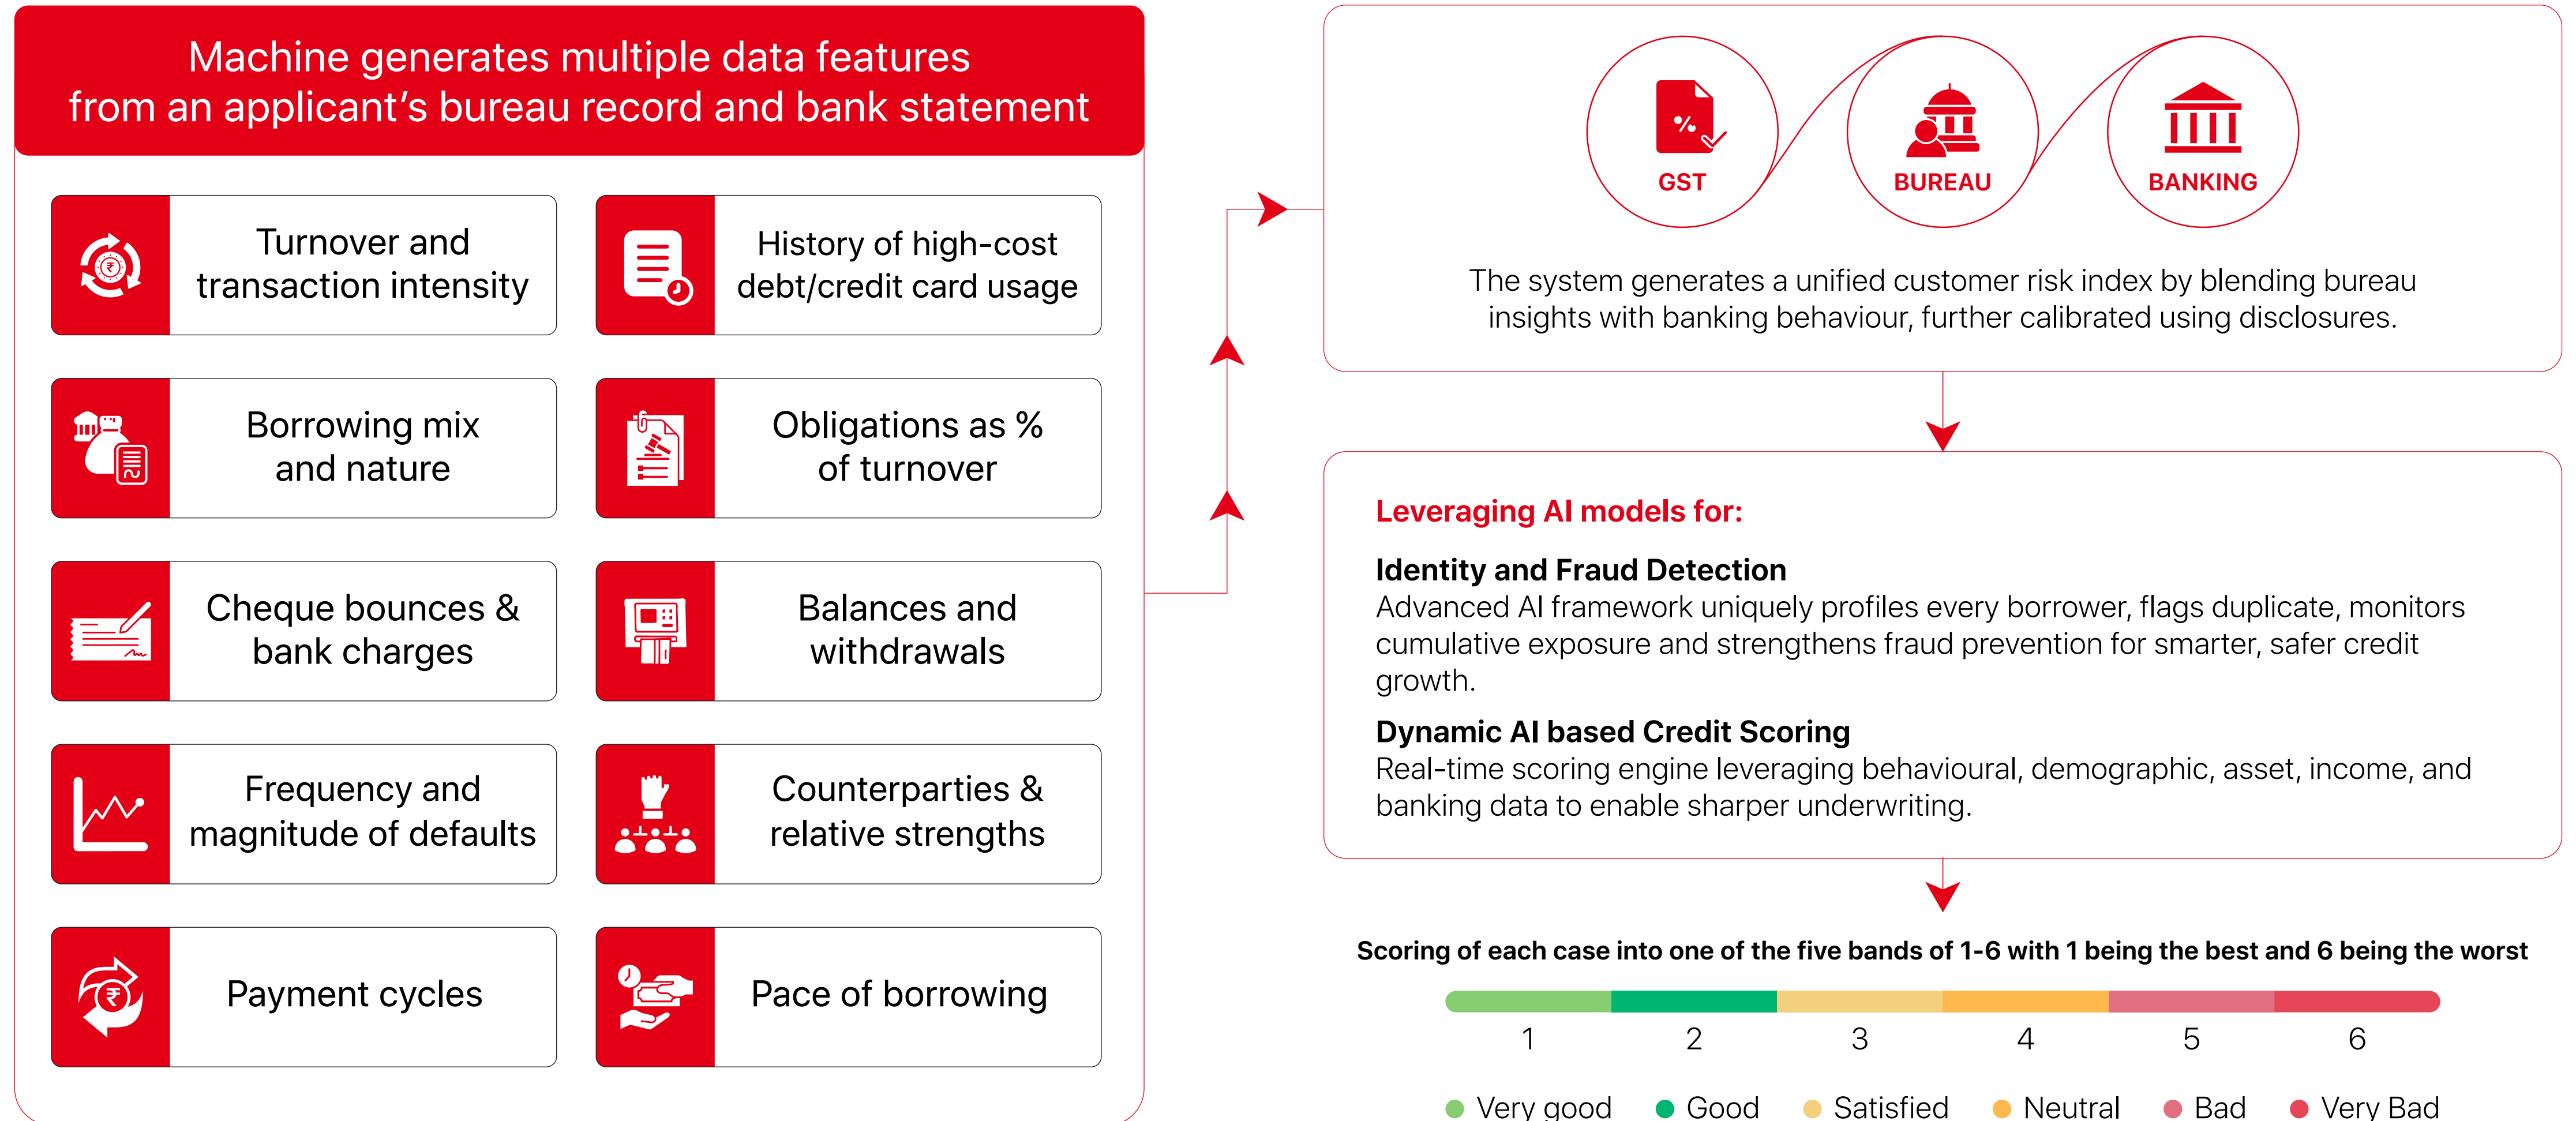 Machine generates multiple data features
from an applicant’s bureau record and bank statement
Turnover and
transaction intensity
History of high-cost
debt/credit card usage
Borrowing mix
and nature
Obligations as %
of turnover
Cheque bounces &
bank charges
Balances and
withdrawals
Frequency and
magnitude of defaults
Counterparties &
relative strengths
Payment cycles
Pace of borrowing
GST
BUREAU
BANKING
The system generates a unified customer risk index by blending bureau
insights with banking behaviour, further calibrated using disclosures.
Leveraging AI models for:
Identity and Fraud Detection
Advanced AI framework uniquely profiles every borrower, flags duplicate, monitors
cumulative exposure and strengthens fraud prevention for smarter, safer credit
growth.
Dynamic AI based Credit Scoring
Real-time scoring engine leveraging behavioural, demographic, asset, income, and
banking data to enable sharper underwriting.
Scoring of each case into one of the five bands of 1-6 with 1 being the best and 6 being the worst
1 2 3 4 5 6
Very good Good Satisfied Neutral Bad Very Bad